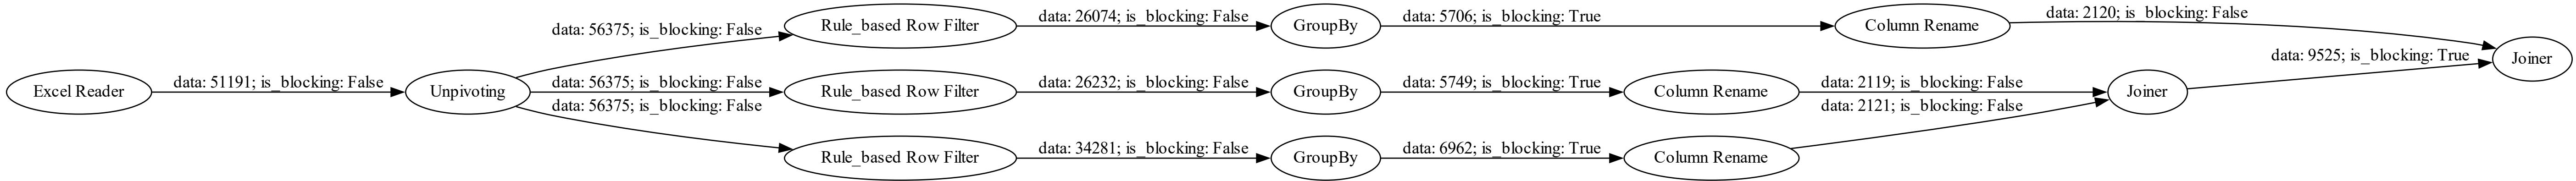 data: 56375; is_blocking: False
Rule_based Row Filter
data: 26074; is_blocking: False
GroupBy
data: 5706; is_blocking: True
Column Rename
data: 2120; is_blocking: False
Excel Reader
data: 51191; is_blocking: False
Unpivoting
data: 56375; is_blocking: False
Rule_based Row Filter
data: 26232; is_blocking: False
GroupBy
data: 5749; is_blocking: True
Column Rename
data: 2119; is_blocking: False
Joiner
data: 9525; is_blocking: True
Joiner
data: 56375; is_blocking: False
Rule_based Row Filter
data: 34281; is_blocking: False
GroupBy
data: 6962; is_blocking: True
Column Rename
data: 2121; is_blocking: False